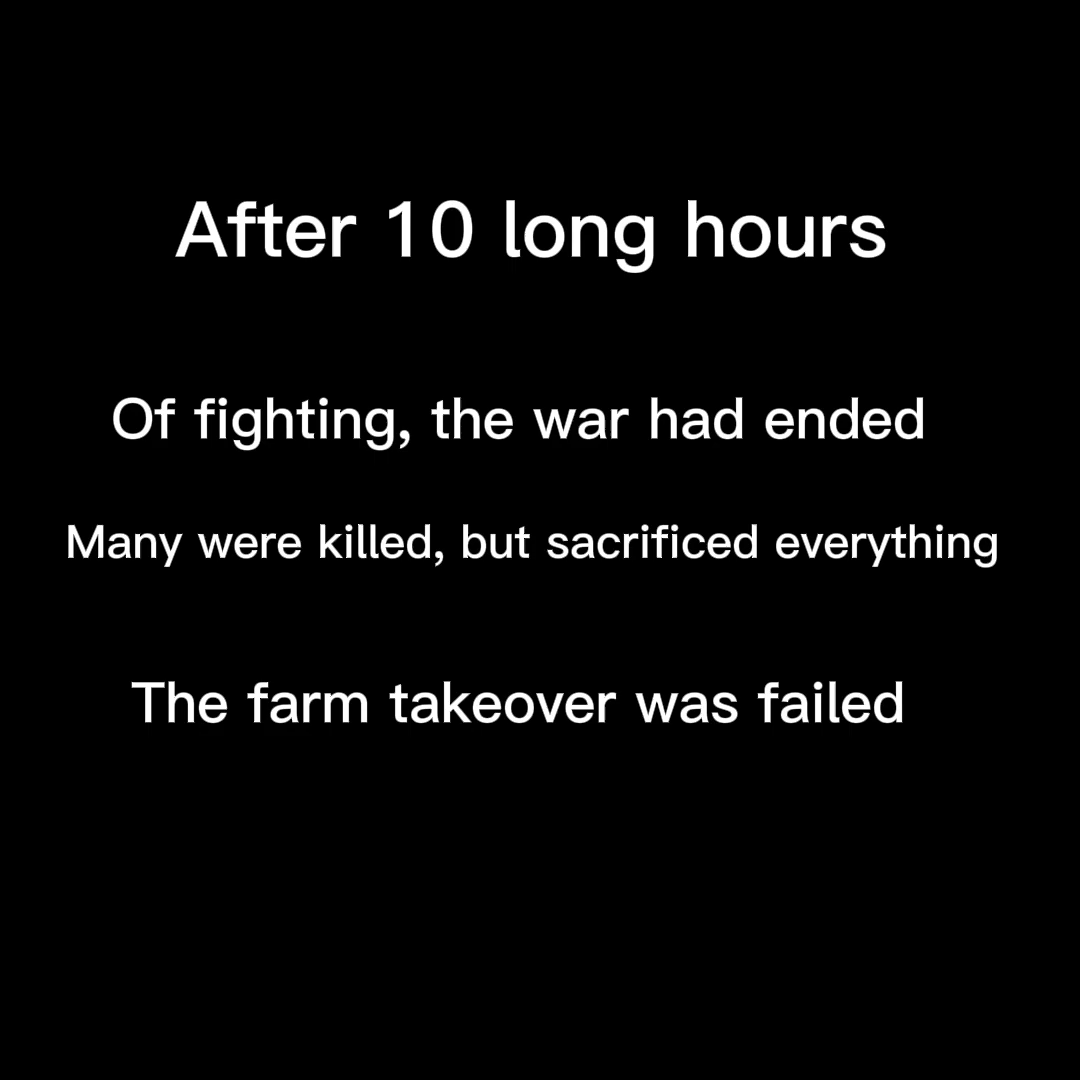 After 10 long hours
Of fighting, the war had ended
Many were killed, but sacrificed everything
The farm takeover was failed